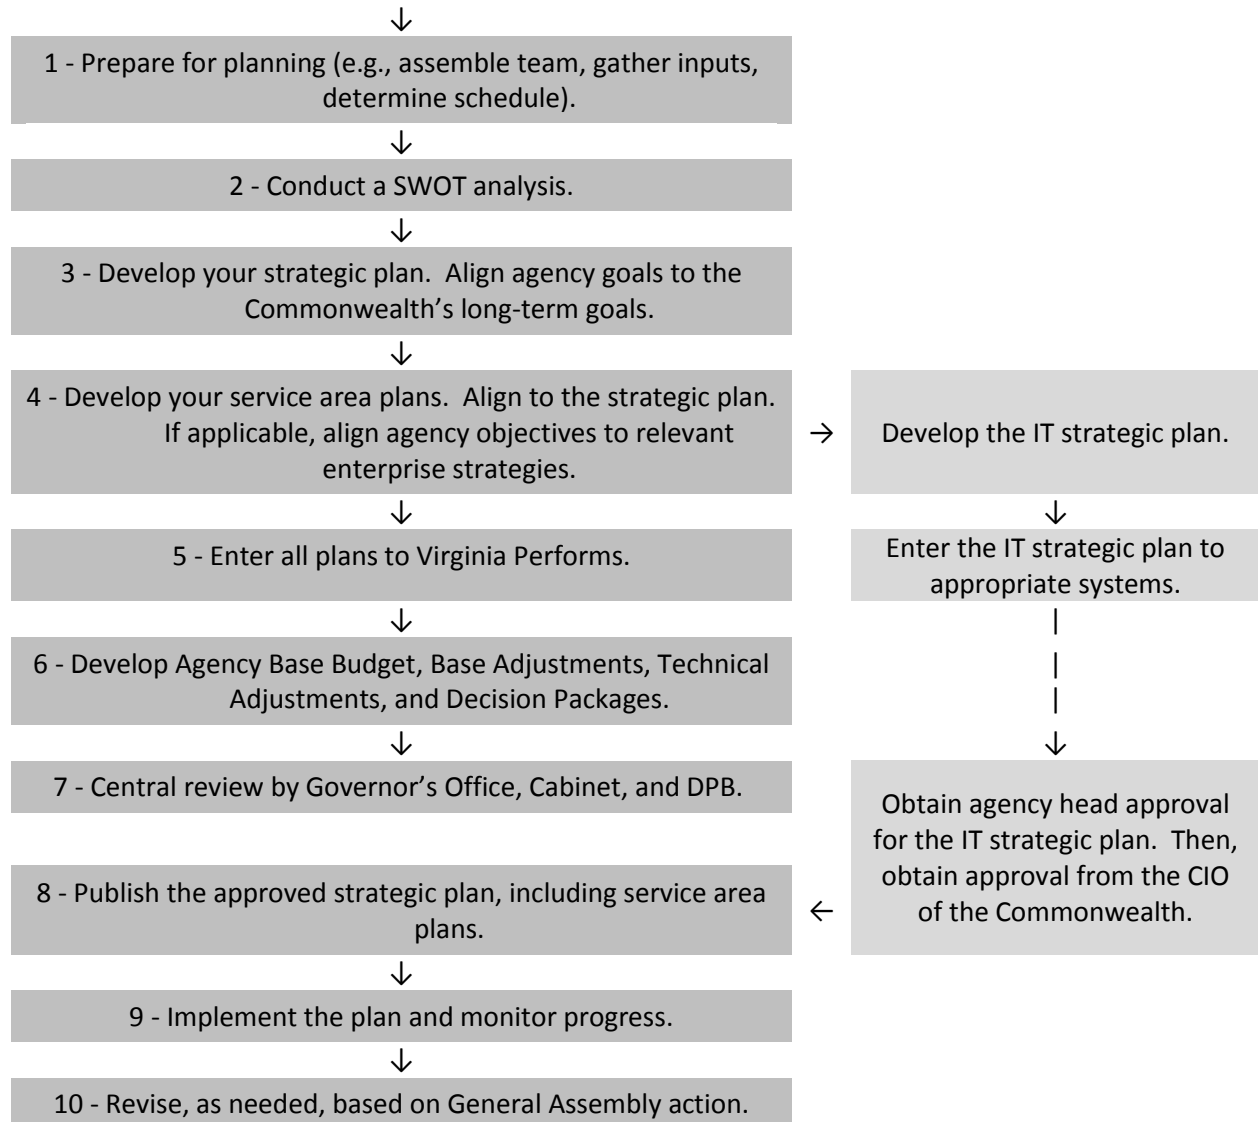 ↓
1 - Prepare for planning (e.g., assemble team, gather inputs,
determine schedule).
↓
2 - Conduct a SWOT analysis.
↓
3 - Develop your strategic plan.  Align agency goals to the
Commonwealth’s long-term goals.
↓
4 - Develop your service area plans.  Align to the strategic plan.
If applicable, align agency objectives to relevant
enterprise strategies.
→
Develop the IT strategic plan.
↓
↓
5 - Enter all plans to Virginia Performs.
Enter the IT strategic plan to
appropriate systems.
↓
|
6 - Develop Agency Base Budget, Base Adjustments, Technical
Adjustments, and Decision Packages.
|
|
↓
↓
7 - Central review by Governor’s Office, Cabinet, and DPB.
Obtain agency head approval
for the IT strategic plan.  Then,
obtain approval from the CIO
of the Commonwealth.
←
8 - Publish the approved strategic plan, including service area
plans.
↓
9 - Implement the plan and monitor progress.
↓
10 - Revise, as needed, based on General Assembly action.